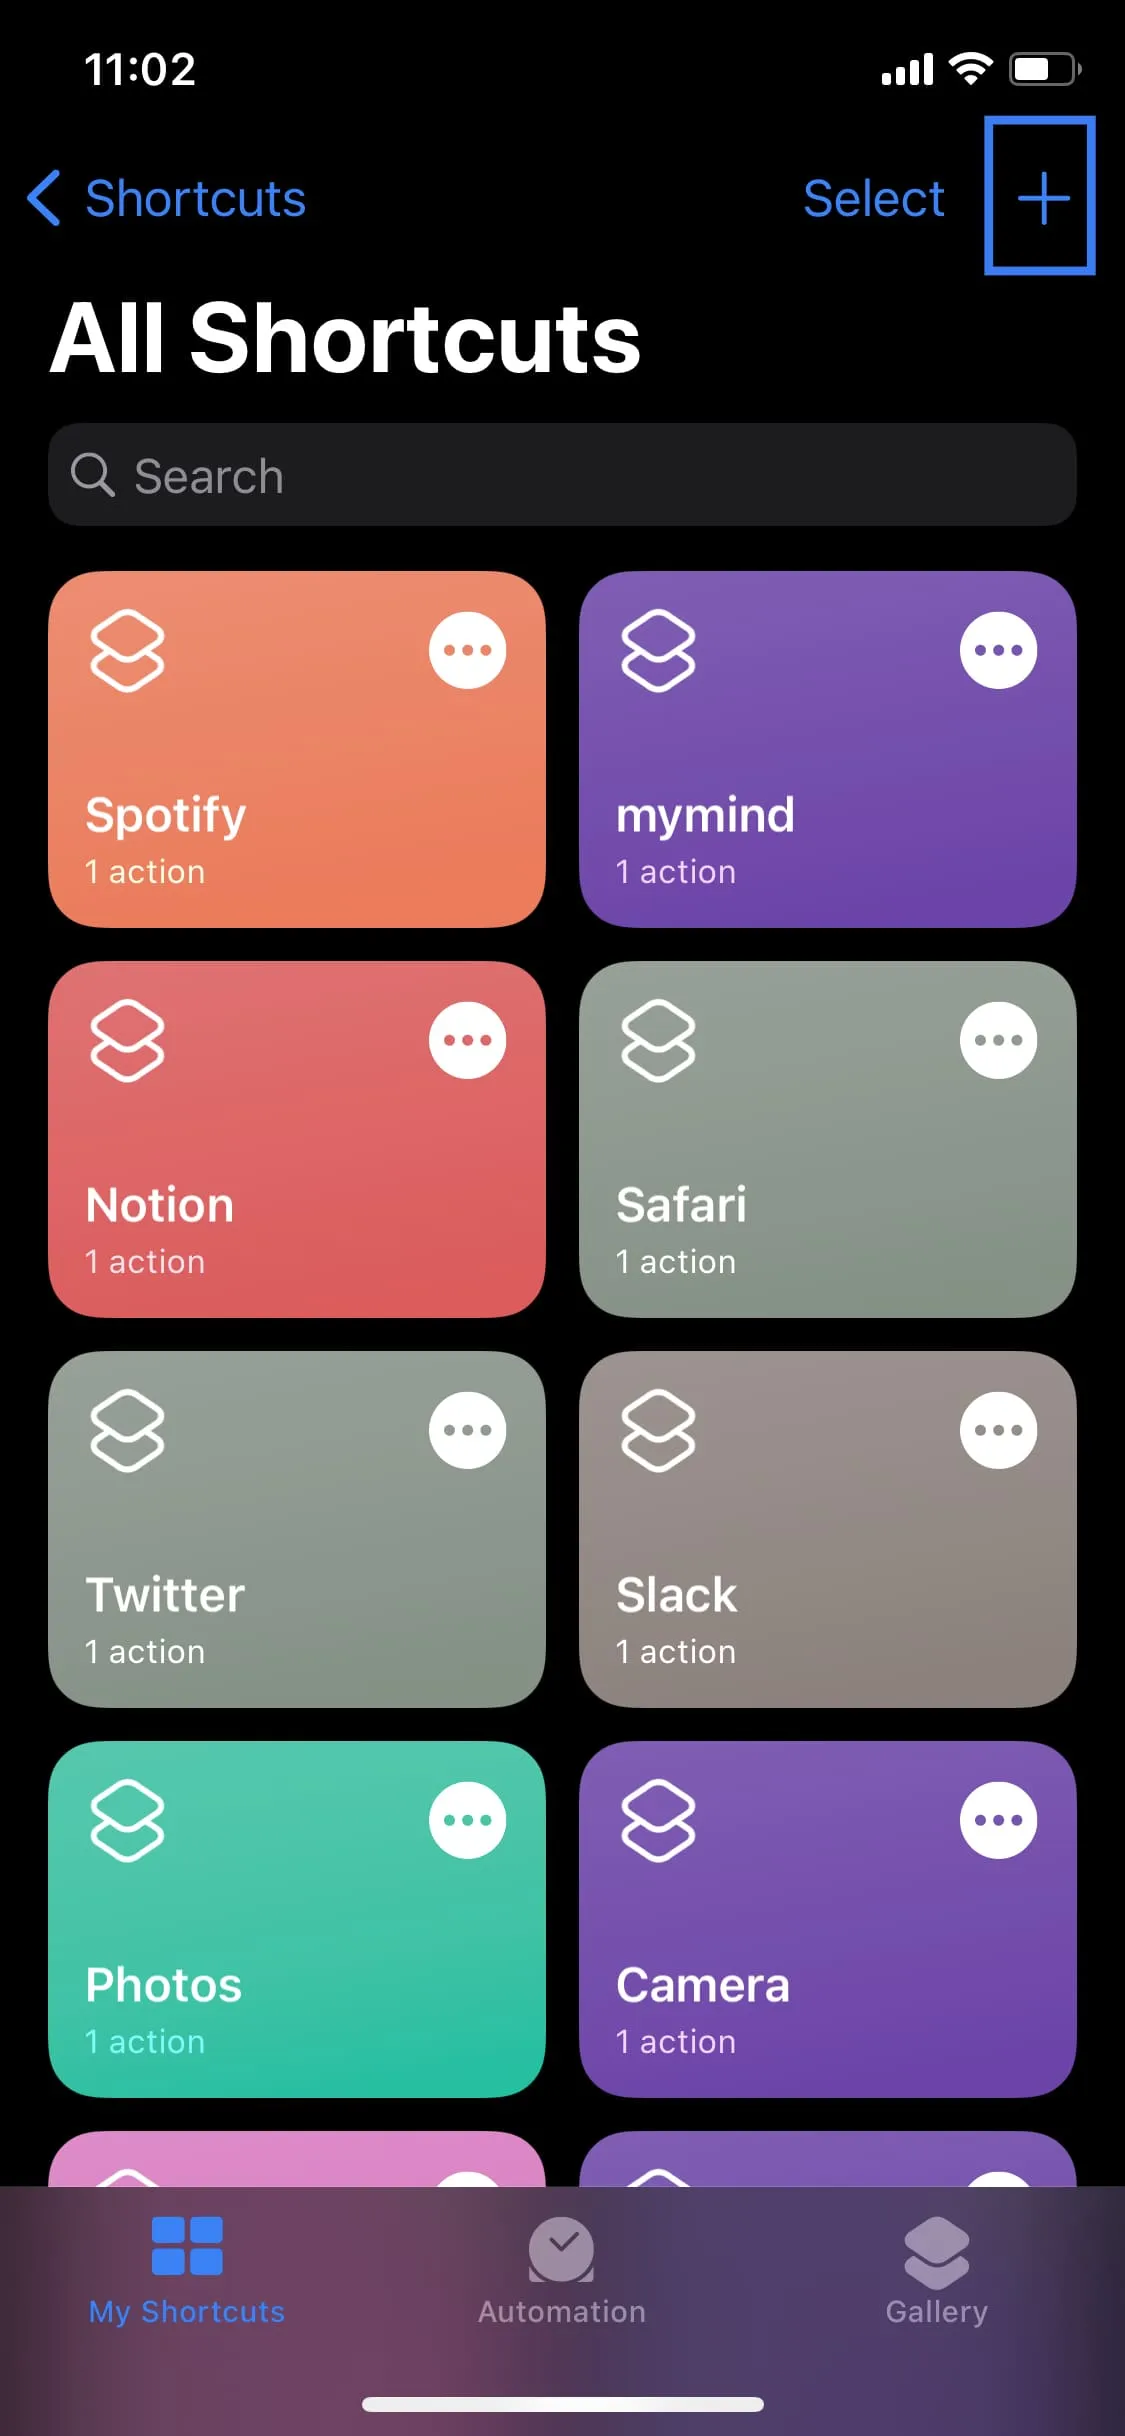 11:02
Shortcuts
Select
All Shortcuts
Search
Spotify
1 action
mymind
1 action
Notion
1 action
Safari
1 action
Twitter
1 action
Slack
1 action
Photos
1 action
Camera
1 action
My Shortcuts
Automation
Gallery